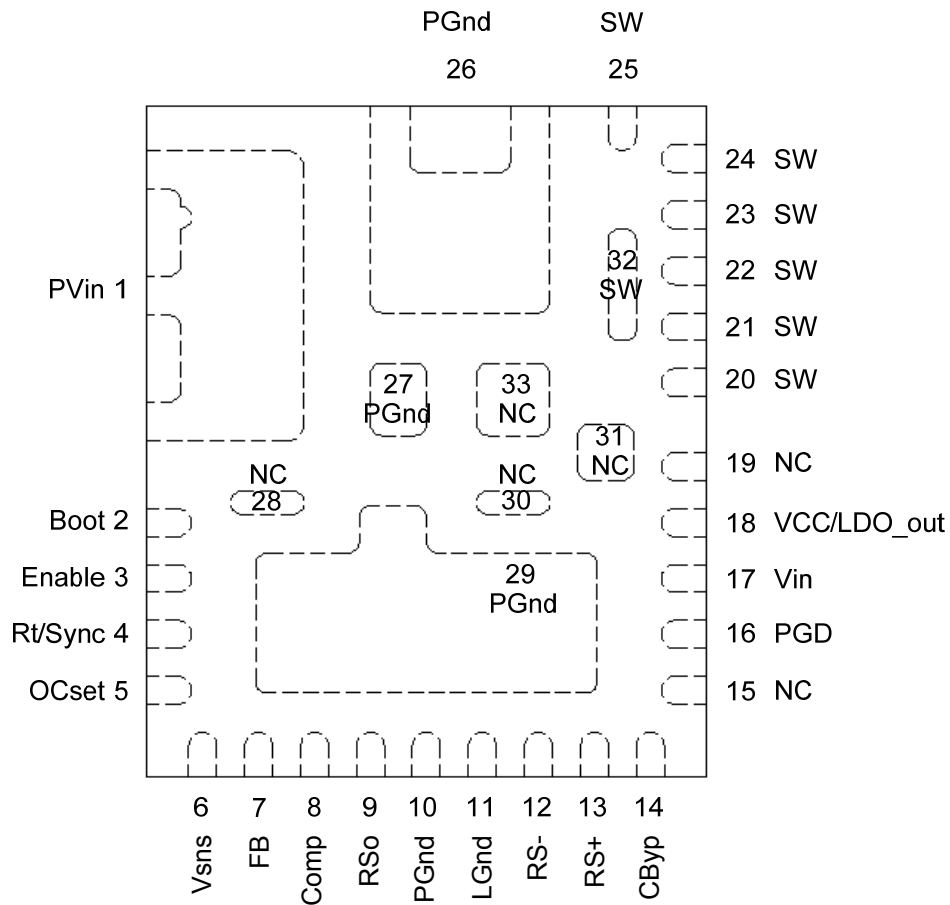 PGnd
SW
26
25
24 SW
23 SW
32
SW
22 SW
PVin 1
21 SW
27
PGnd
33
NC
20 SW
31
NC
19 NC
NC
28
NC
30
Boot 2
18 VCC/LDO_out
Enable 3
29
PGnd
17 Vin
Rt/Sync 4
16 PGD
OCset 5
15 NC
6
7
8
9
10
11
12
13
14
Vsns
FB
Comp
RSo
PGnd
LGnd
RS-
RS+
CByp